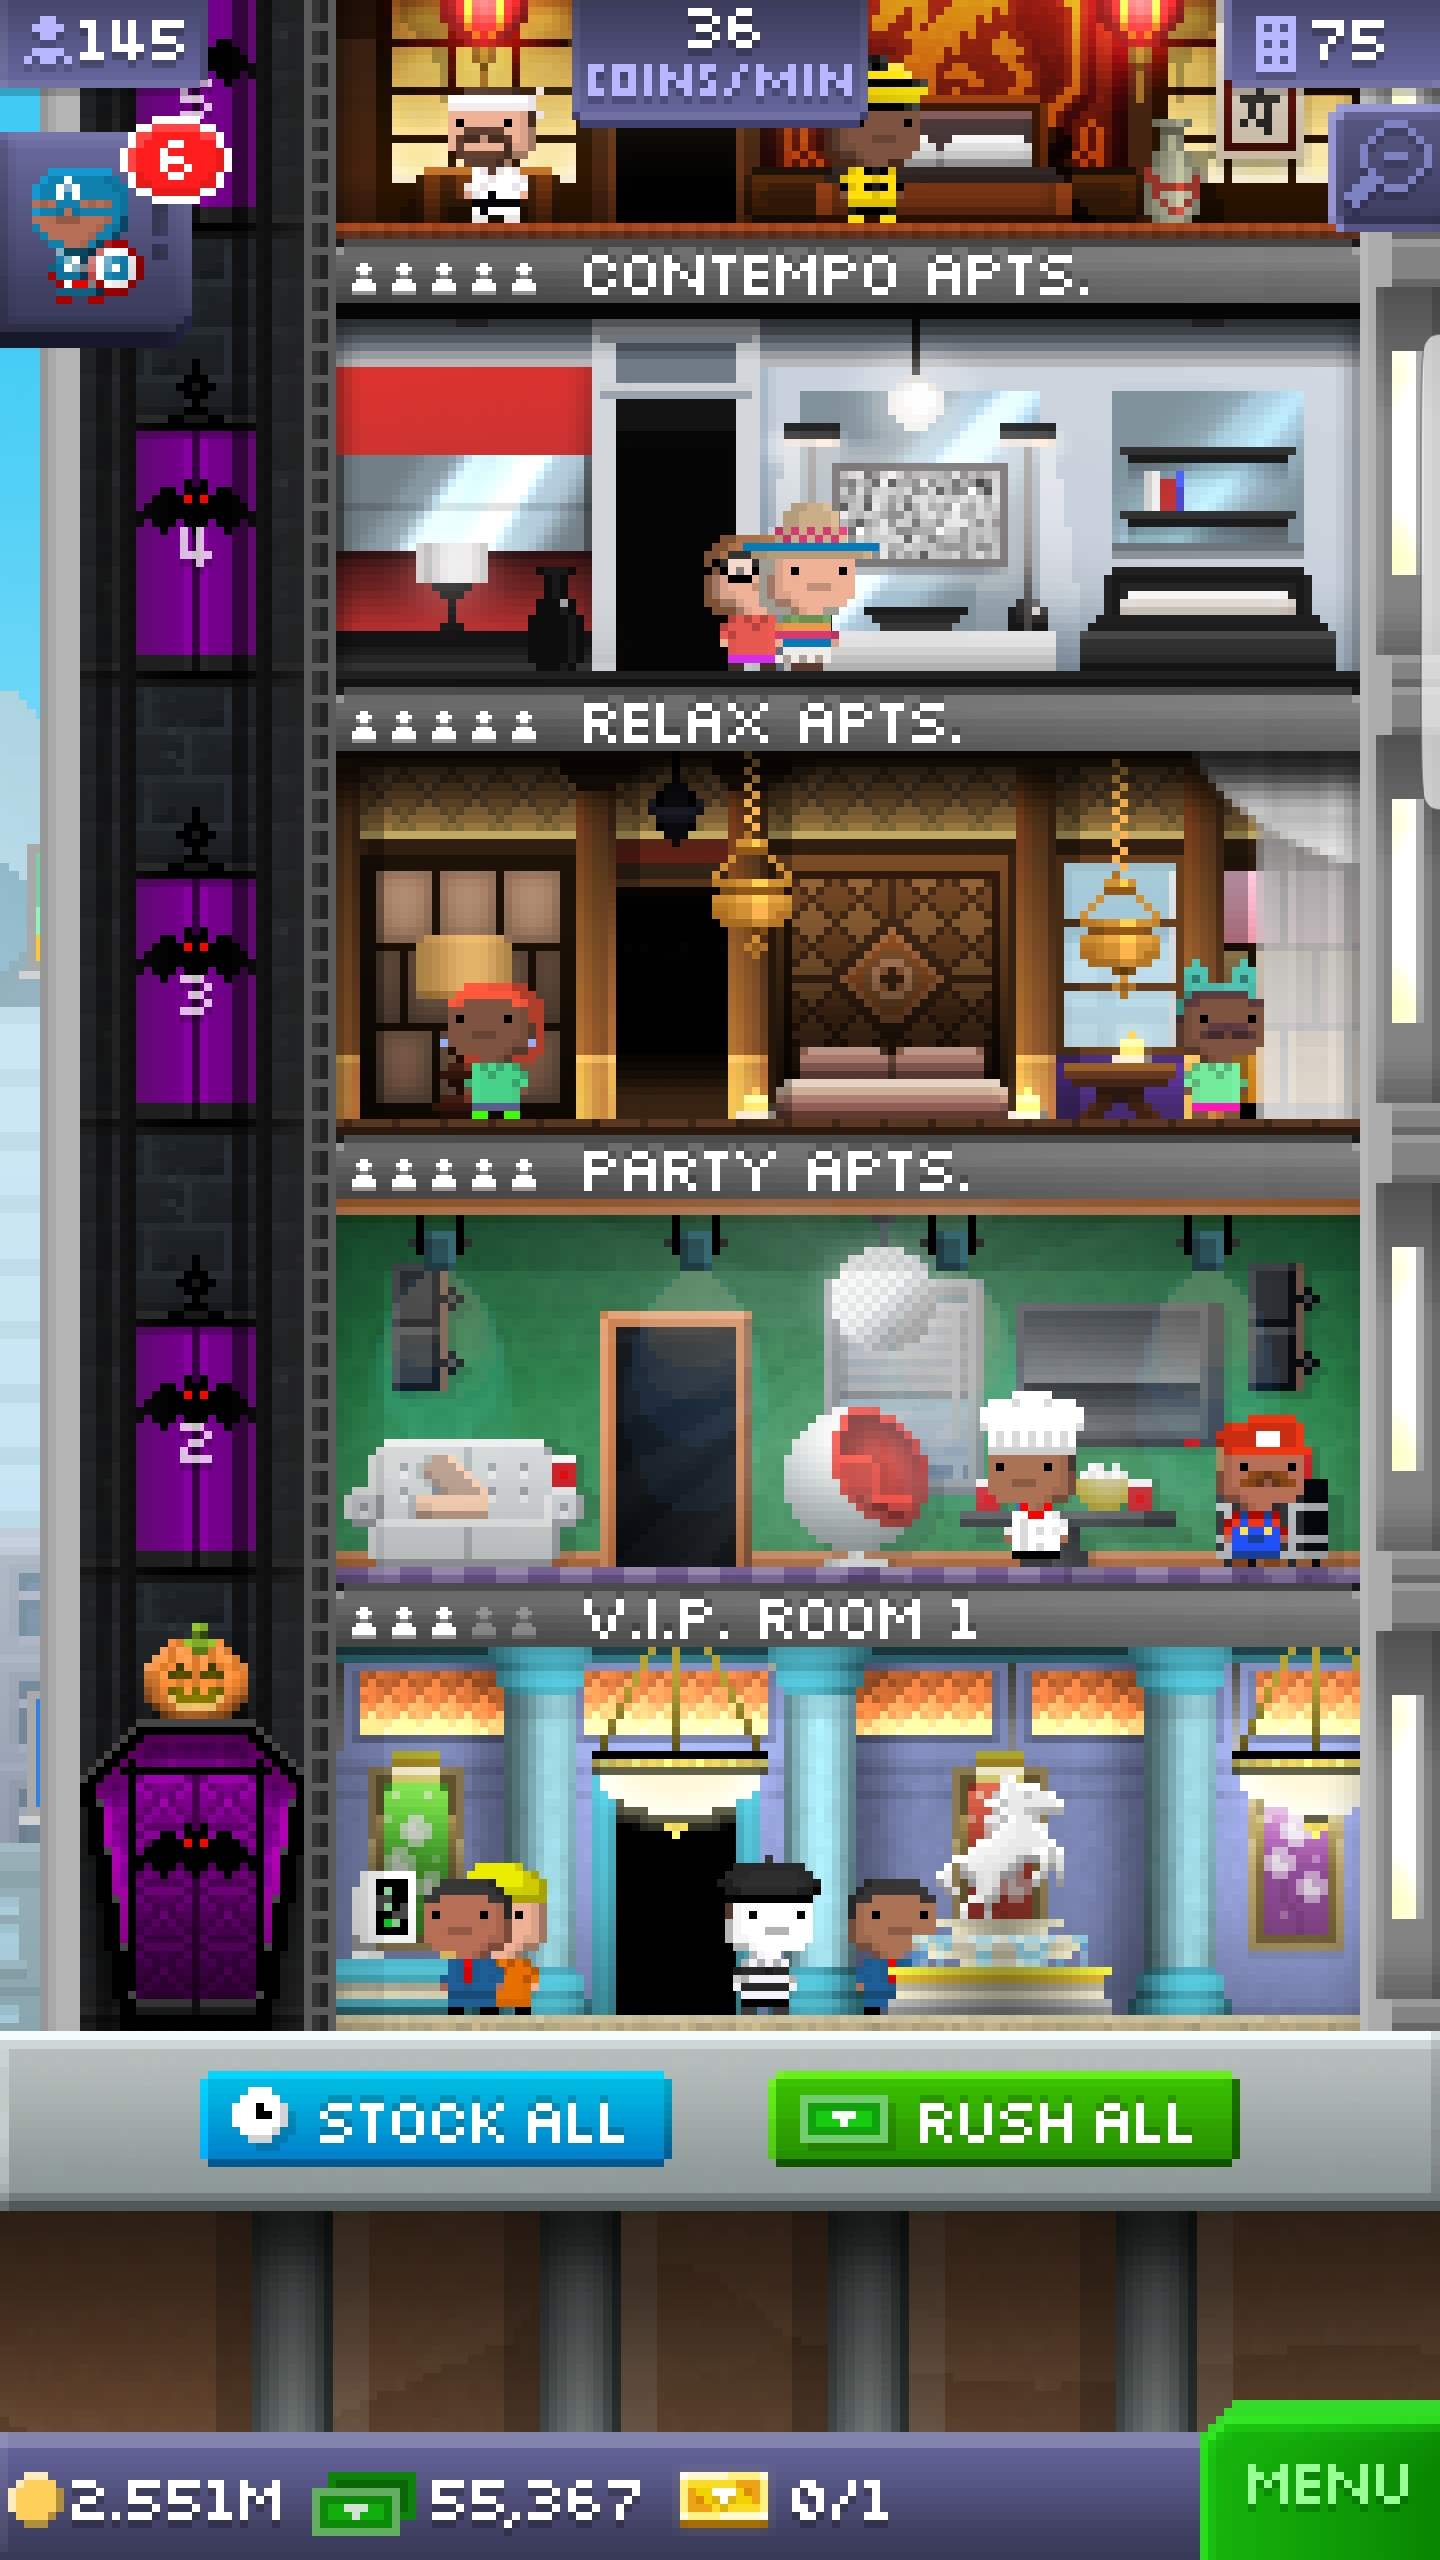 145
36
COINS/MIN
75
5
6
A
CONTEMPO APTS.
4
RELAX APTS.
3
PARTY APTS.
2
V.I.P. ROOM 1
STOCK ALL
RUSH ALL
2.551M
55,367
0/1
MENU